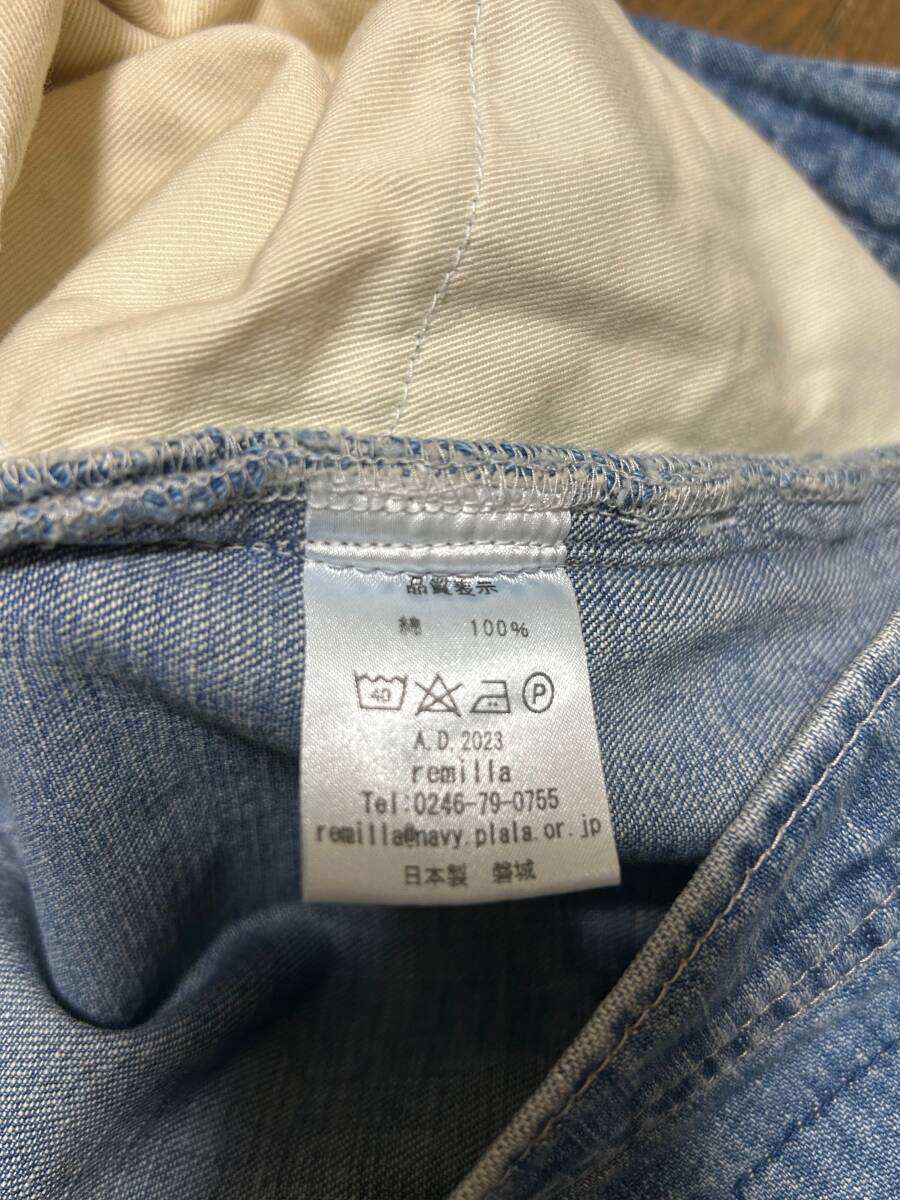 品質表示
綿 100%
40 P
A.D.2023
remilla
Tel:0246-79-0755
remilla@navy.plala.or.jp
日本製 磐城